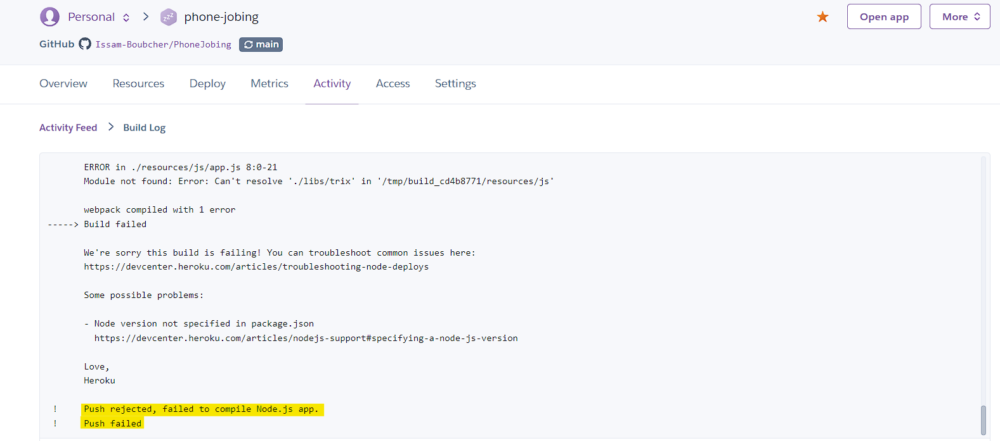 Personal
phone-jobing
Open app
More
GitHub Issam-Boubcher/PhoneJobing main
Overview Resources Deploy Metrics Activity Access Settings
Activity Feed > Build Log
ERROR in ./resources/js/app.js 8:0-21
Module not found: Error: Can't resolve './libs/trix' in '/tmp/build_cd4b8771/resources/js'
webpack compiled with 1 error
-----> Build failed
We're sorry this build is failing! You can troubleshoot common issues here:
https://devcenter.heroku.com/articles/troubleshooting-node-deploys
Some possible problems:
- Node version not specified in package.json
https://devcenter.heroku.com/articles/nodejs-support#specifying-a-node-js-version
Love,
Heroku
! Push rejected, failed to compile Node.js app.
! Push failed